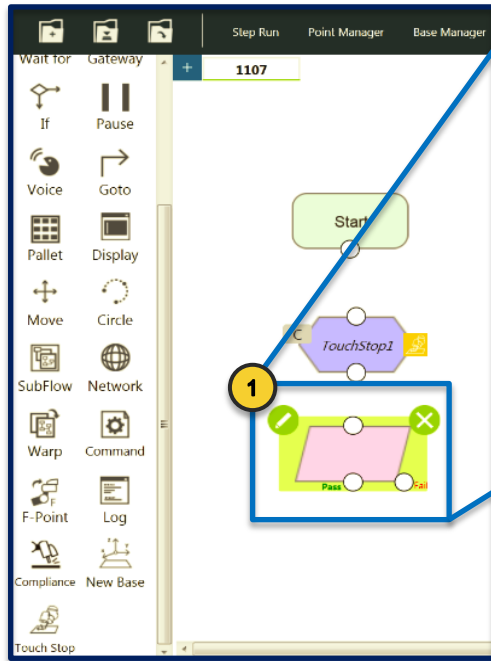 Step Run Point Manager Base Manager
+ 1107
Wait for Gateway
If Pause
Voice Goto
Pallet Display
Move Circle
SubFlow Network
Warp Command
F-Point Log
Compliance New Base
Touch Stop
Start
C TouchStop1
1
Pass Fail